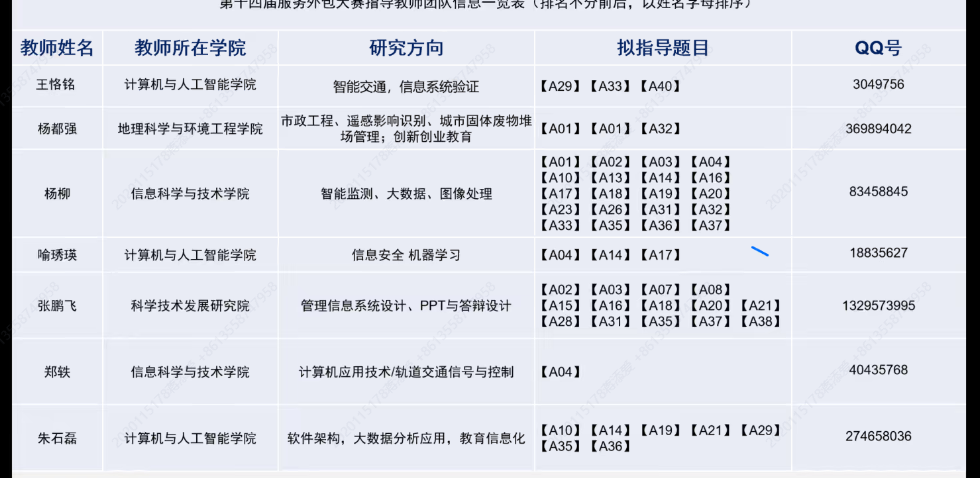 第十四届服务外包大赛指导教师团队信息一览表（排名不分前后，以姓名字母排序）
教师姓名 教师所在学院 研究方向 拟指导题目 QQ号
王恪铭 计算机与人工智能学院 智能交通，信息系统验证 【A29】【A33】【A40】 3049756
杨都强 地理科学与环境工程学院 市政工程、遥感影响识别、城市固体废物堆
场管理；创新创业教育 【A01】【A01】【A32】 369894042
杨柳 信息科学与技术学院 智能监测、大数据、图像处理 【A01】【A02】【A03】【A04】
【A10】【A13】【A14】【A16】
【A17】【A18】【A19】【A20】
【A23】【A26】【A31】【A32】
【A33】【A35】【A36】【A37】 83458845
喻琇瑛 计算机与人工智能学院 信息安全 机器学习 【A04】【A14】【A17】 18835627
张鹏飞 科学技术发展研究院 管理信息系统设计、PPT与答辩设计 【A02】【A03】【A07】【A08】
【A15】【A16】【A18】【A20】【A21】
【A28】【A31】【A35】【A37】【A38】 1329573995
郑轶 信息科学与技术学院 计算机应用技术/轨道交通信号与控制 【A04】 40435768
朱石磊 计算机与人工智能学院 软件架构，大数据分析应用，教育信息化 【A10】【A14】【A19】【A21】【A29】
【A35】【A36】 274658036